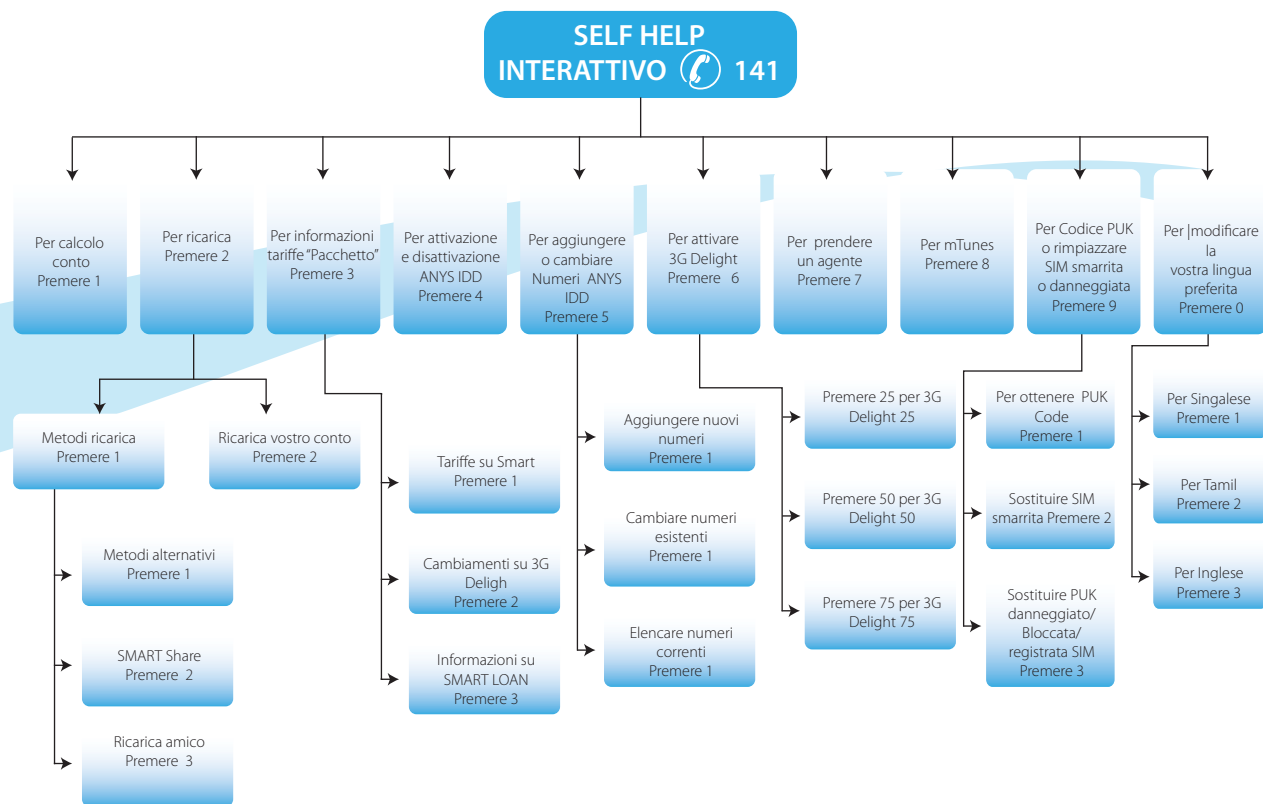 SELF HELP
INTERATTIVO 141
Per calcolo
conto
Premere 1
Per ricarica
Premere 2
Per informazioni
tariffe "Pacchetto"
Premere 3
Per attivazione
e disattivazione
ANYS IDD
Premere 4
Per aggiungere
o cambiare
Numeri ANYS
IDD
Premere 5
Per attivare
3G Delight
Premere 6
Per prendere
un agente
Premere 7
Per mTunes
Premere 8
Per Codice PUK
o rimpiazzare
SIM smarrita
o danneggiata
Premere 9
Per |modificare
la
vostra lingua
preferita
Premere 0
Metodi ricarica
Premere 1
Ricarica vostro conto
Premere 2
Metodi alternativi
Premere 1
SMART Share
Premere 2
Ricarica amico
Premere 3
Tariffe su Smart
Premere 1
Cambiamenti su 3G
Deligh
Premere 2
Informazioni su
SMART LOAN
Premere 3
Aggiungere nuovi
numeri
Premere 1
Cambiare numeri
esistenti
Premere 1
Elencare numeri
correnti
Premere 1
Premere 25 per 3G
Delight 25
Premere 50 per 3G
Delight 50
Premere 75 per 3G
Delight 75
Per ottenere PUK
Code
Premere 1
Sostituire SIM
smarrita Premere 2
Sostituire PUK
danneggiato/
Bloccata/
registrata SIM
Premere 3
Per Singalese
Premere 1
Per Tamil
Premere 2
Per Inglese
Premere 3